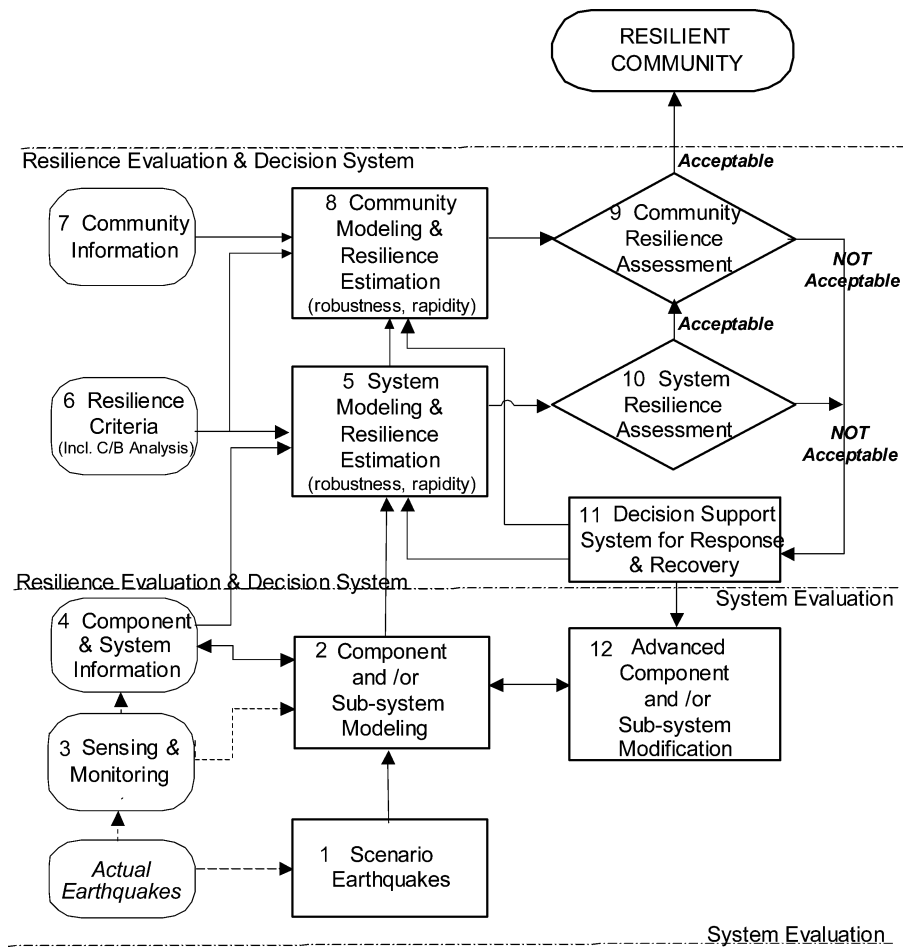 RESILIENT
COMMUNITY
Resilience Evaluation & Decision System
Acceptable
7 Community
Information
8 Community
Modeling &
Resilience
Estimation
(robustness, rapidity)
9 Community
Resilience
Assessment
NOT
Acceptable
Acceptable
6 Resilience
Criteria
(Incl. C/B Analysis)
5 System
Modeling &
Resilience
Estimation
(robustness, rapidity)
10 System
Resilience
Assessment
NOT
Acceptable
11 Decision Support
System for Response
& Recovery
Resilience Evaluation & Decision System
System Evaluation
4 Component
& System
Information
2 Component
and /or
Sub-system
Modeling
12 Advanced
Component
and /or
Sub-system
Modification
3 Sensing &
Monitoring
Actual
Earthquakes
1 Scenario
Earthquakes
System Evaluation